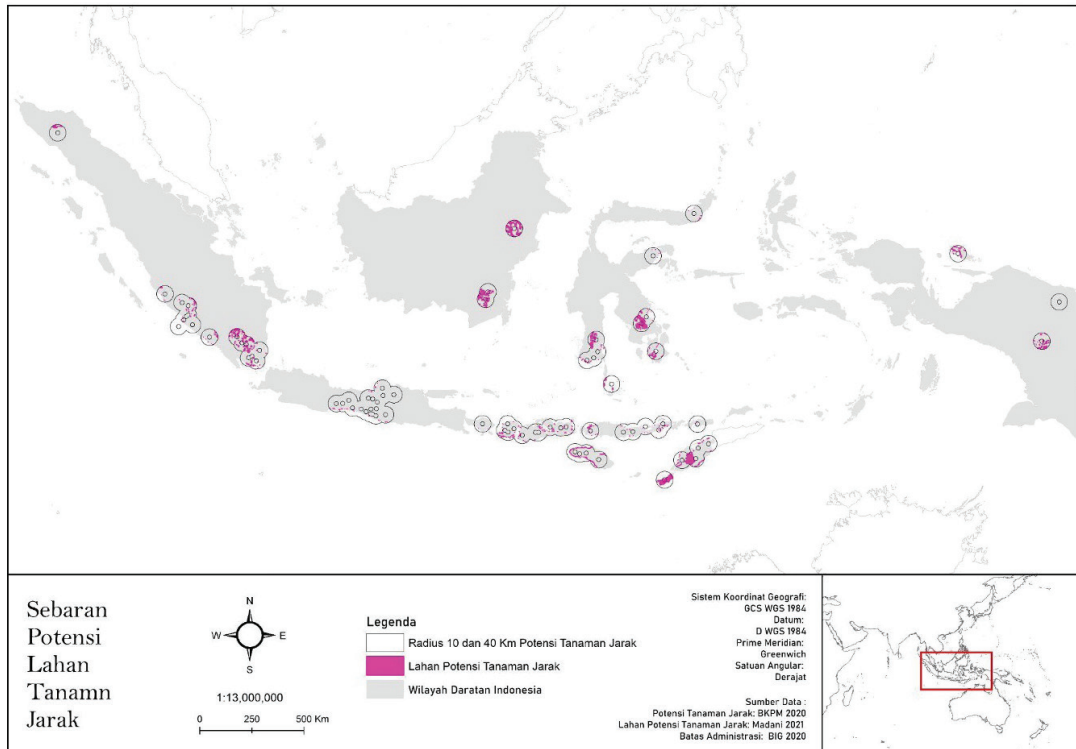 Sebaran
Potensi
Lahan
Tanamn
Jarak
N
W
E
S
1:13,000,000
0 250 500 Km
Legenda
Radius 10 dan 40 Km Potensi Tanaman Jarak
Lahan Potensi Tanaman Jarak
Wilayah Daratan Indonesia
Sistem Koordinat Geografi:
GCS WGS 1984
Datum:
D WGS 1984
Prime Meridian:
Greenwich
Satuan Angular:
Derajat
Sumber Data :
Potensi Tanaman Jarak: BKPM 2020
Lahan Potensi Tanaman Jarak: Madani 2021
Batas Administrasi: BIG 2020